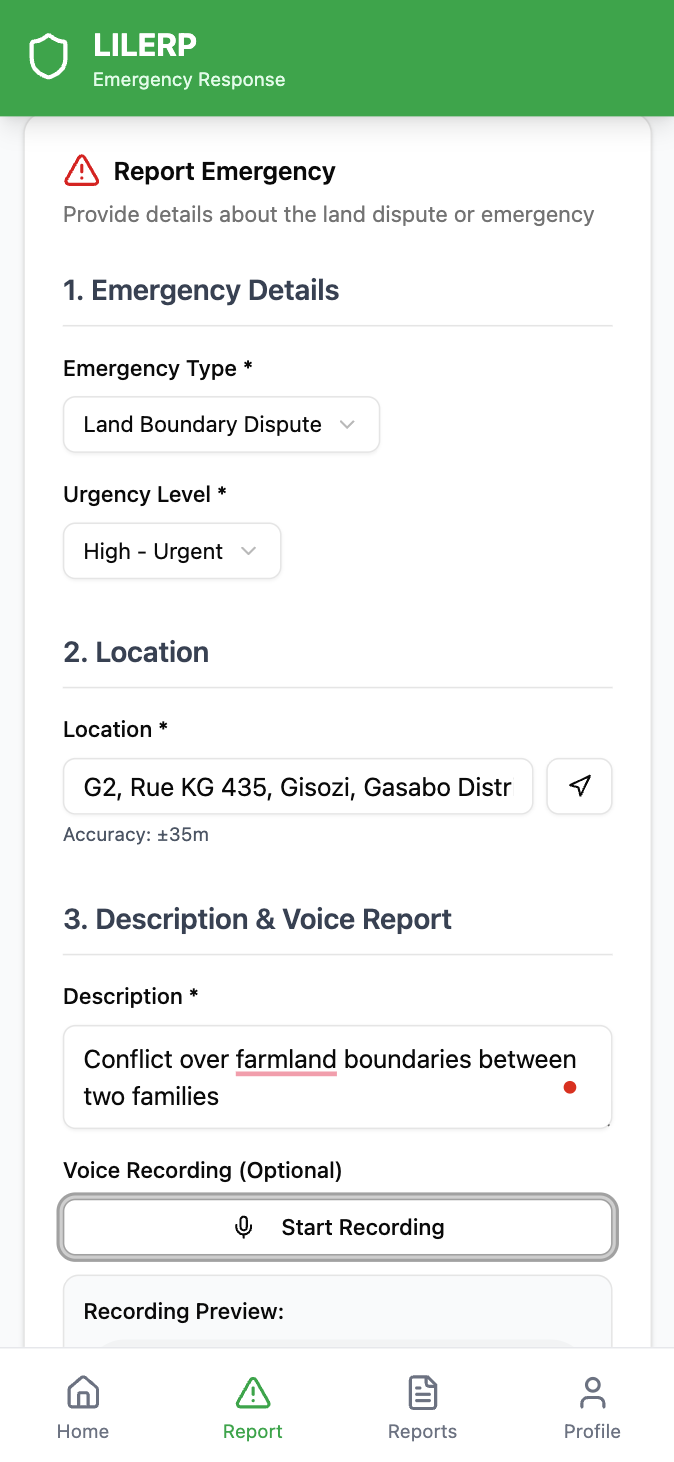 LILERP
Emergency Response
Report Emergency
Provide details about the land dispute or emergency
1. Emergency Details
Emergency Type *
Land Boundary Dispute
Urgency Level *
High - Urgent
2. Location
Location *
G2, Rue KG 435, Gisozi, Gasabo Distr
Accuracy: ±35m
3. Description & Voice Report
Description *
Conflict over farmland boundaries between
two families
Voice Recording (Optional)
Start Recording
Recording Preview:
Home
Report
Reports
Profile